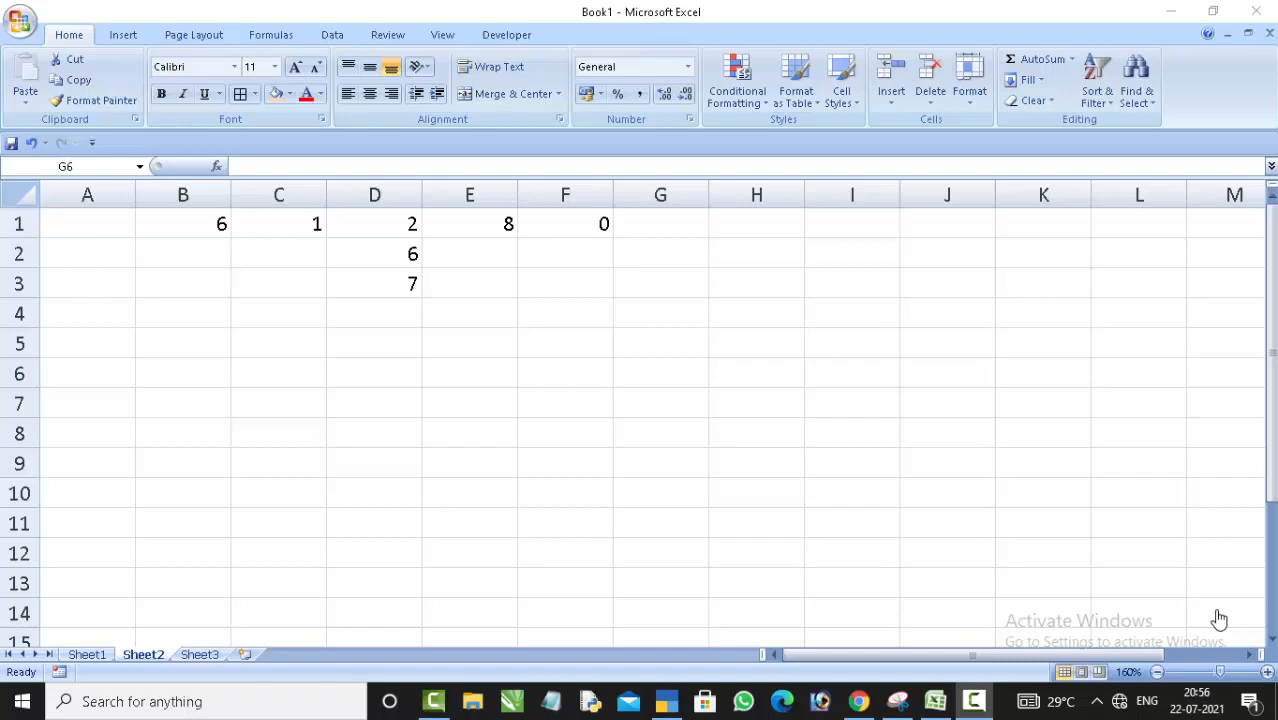 Book1 - Microsoft Excel
Home Insert Page Layout Formulas Data Review View Developer
Paste Cut Copy Format Painter Clipboard
Calibri 11 A A B I U A Font
Wrap Text Merge & Center Alignment
General % , Number
Conditional Formatting Format as Table Cell Styles Styles
Insert Delete Format Cells
Σ AutoSum Fill Clear Sort & Filter Find & Select Editing
G6 fx
A B C D E F G H I J K L M
1 6 1 2 8 0
2 6
3 7
4
5
6
7
8
9
10
11
12
13
14
15
Activate Windows
Go to Settings to activate Windows.
Sheet1 Sheet2 Sheet3
Ready 160%
Search for anything 29°C ENG 20:56
22-07-2021 1